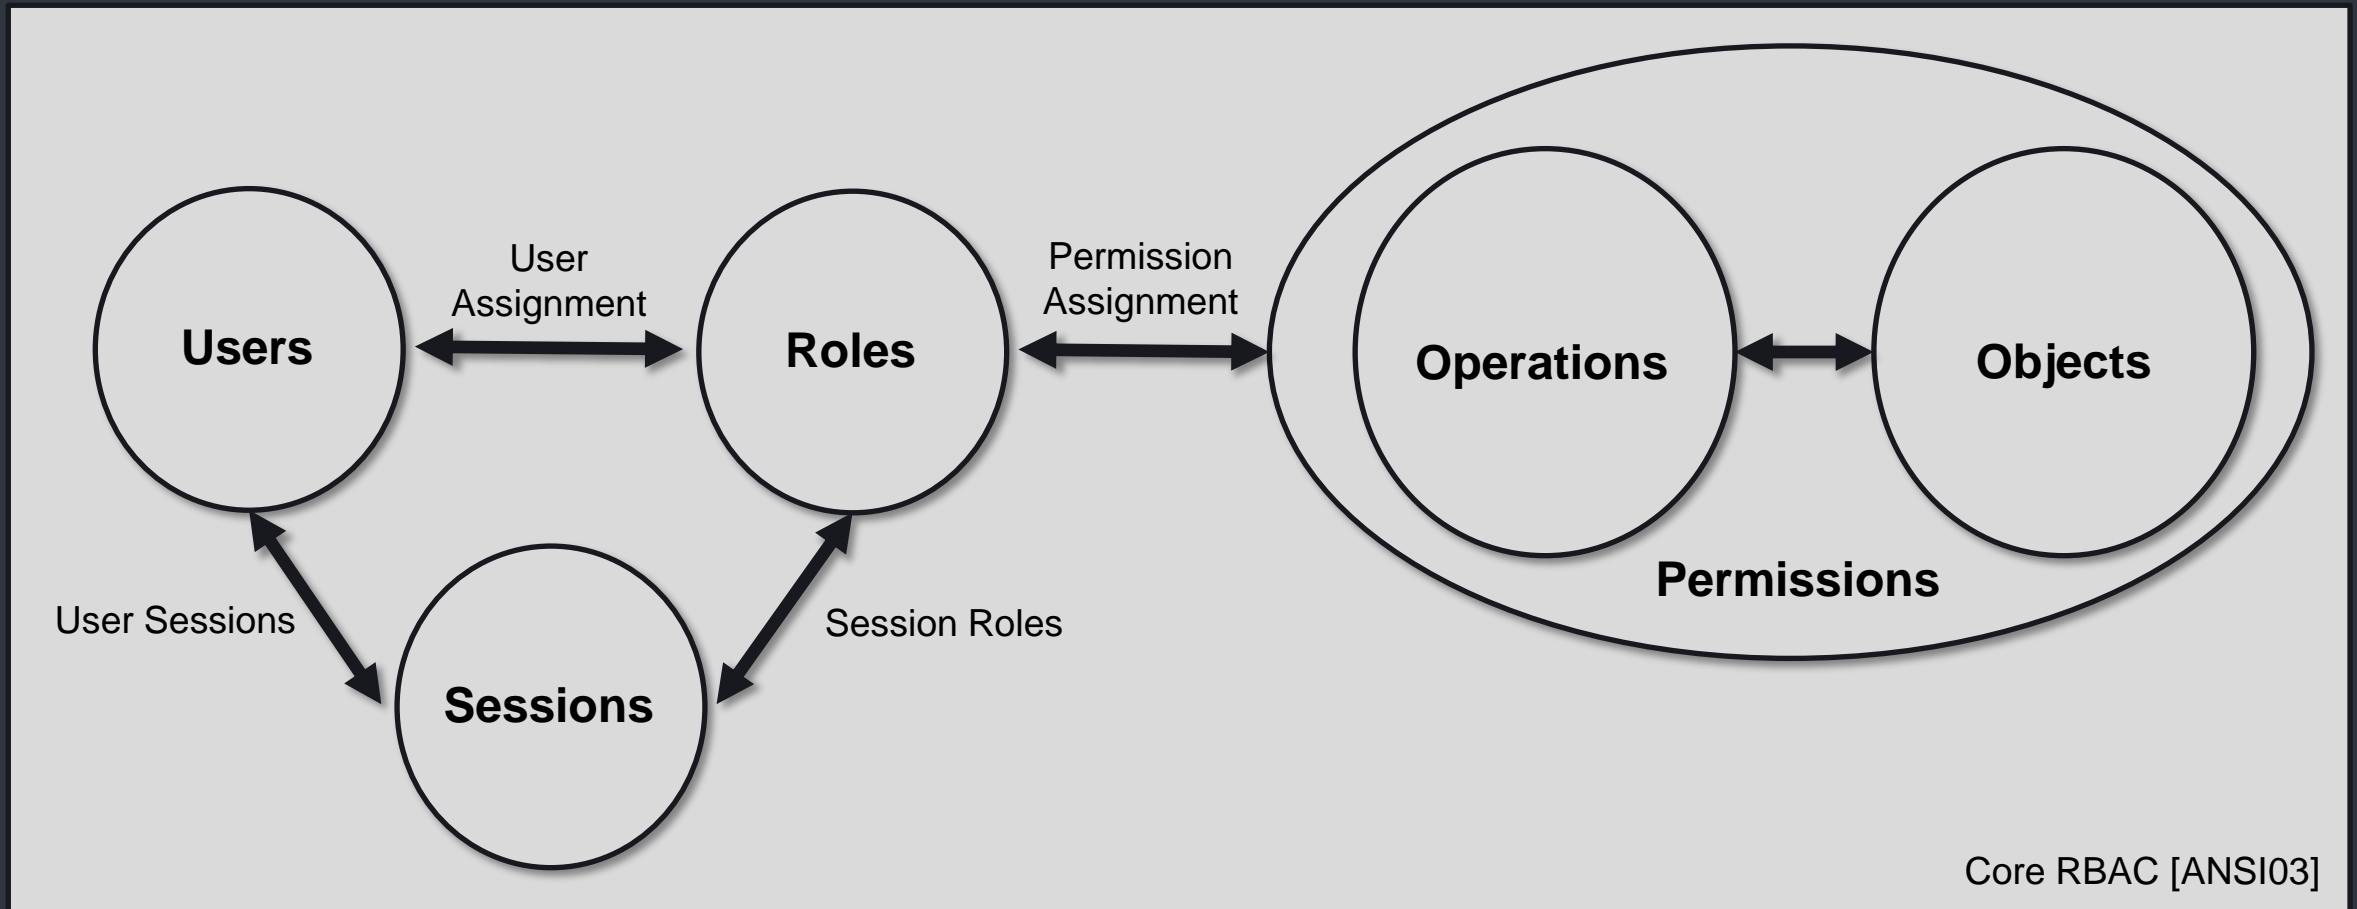 User
Assignment
Permission
Assignment
Users
Roles
Operations
Objects
Permissions
User Sessions
Session Roles
Sessions
Core RBAC [ANSI03]